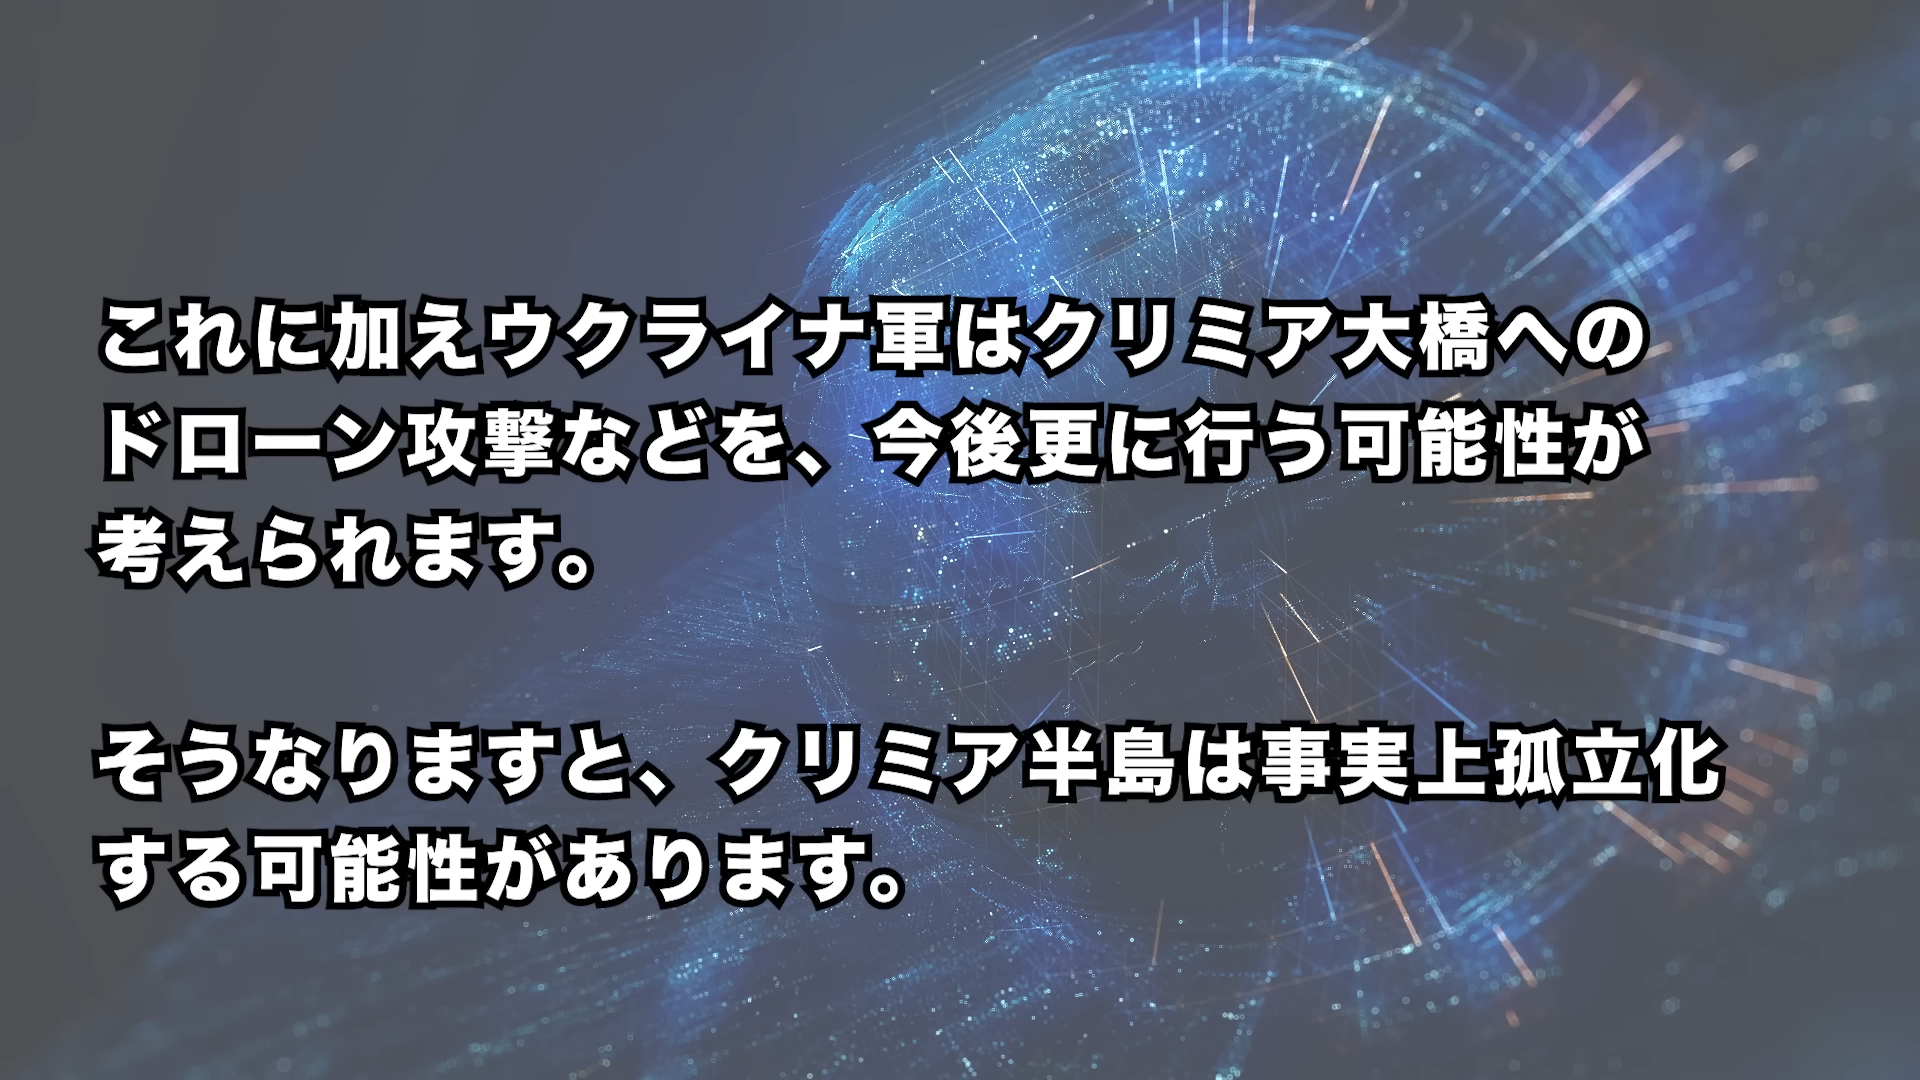 これに加えウクライナ軍はクリミア大橋への
ドローン攻撃などを、今後更に行う可能性が
考えられます。
そうなりますと、クリミア半島は事実上孤立化
する可能性があります。